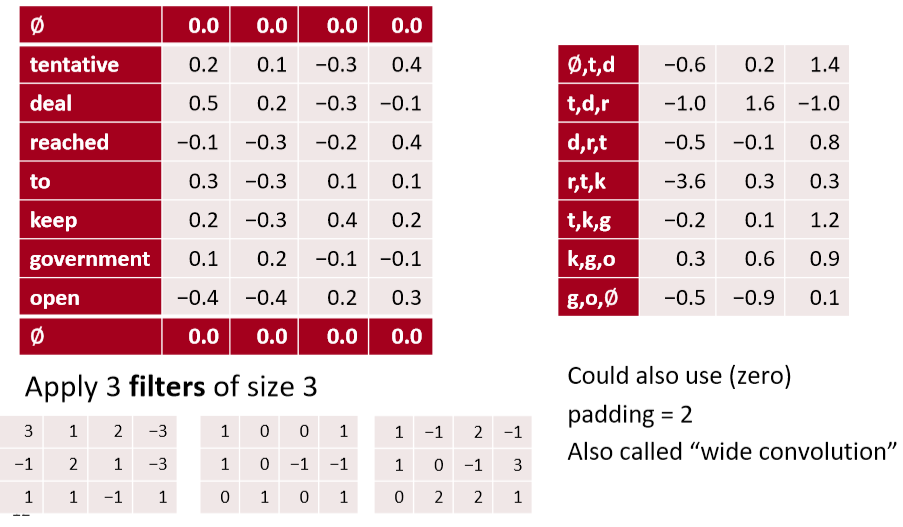 Ø 0.0 0.0 0.0 0.0
tentative 0.2 0.1 −0.3 0.4
deal 0.5 0.2 −0.3 −0.1
reached −0.1 −0.3 −0.2 0.4
to 0.3 −0.3 0.1 0.1
keep 0.2 −0.3 0.4 0.2
government 0.1 0.2 −0.1 −0.1
open −0.4 −0.4 0.2 0.3
Ø 0.0 0.0 0.0 0.0
Apply 3 filters of size 3
3 1 2 −3
−1 2 1 −3
1 1 −1 1
1 0 0 1
1 0 −1 −1
0 1 0 1
1 −1 2 −1
1 0 −1 3
0 2 2 1
Ø,t,d −0.6 0.2 1.4
t,d,r −1.0 1.6 −1.0
d,r,t −0.5 −0.1 0.8
r,t,k −3.6 0.3 0.3
t,k,g −0.2 0.1 1.2
k,g,o 0.3 0.6 0.9
g,o,Ø −0.5 −0.9 0.1
Could also use (zero)
padding = 2
Also called “wide convolution”